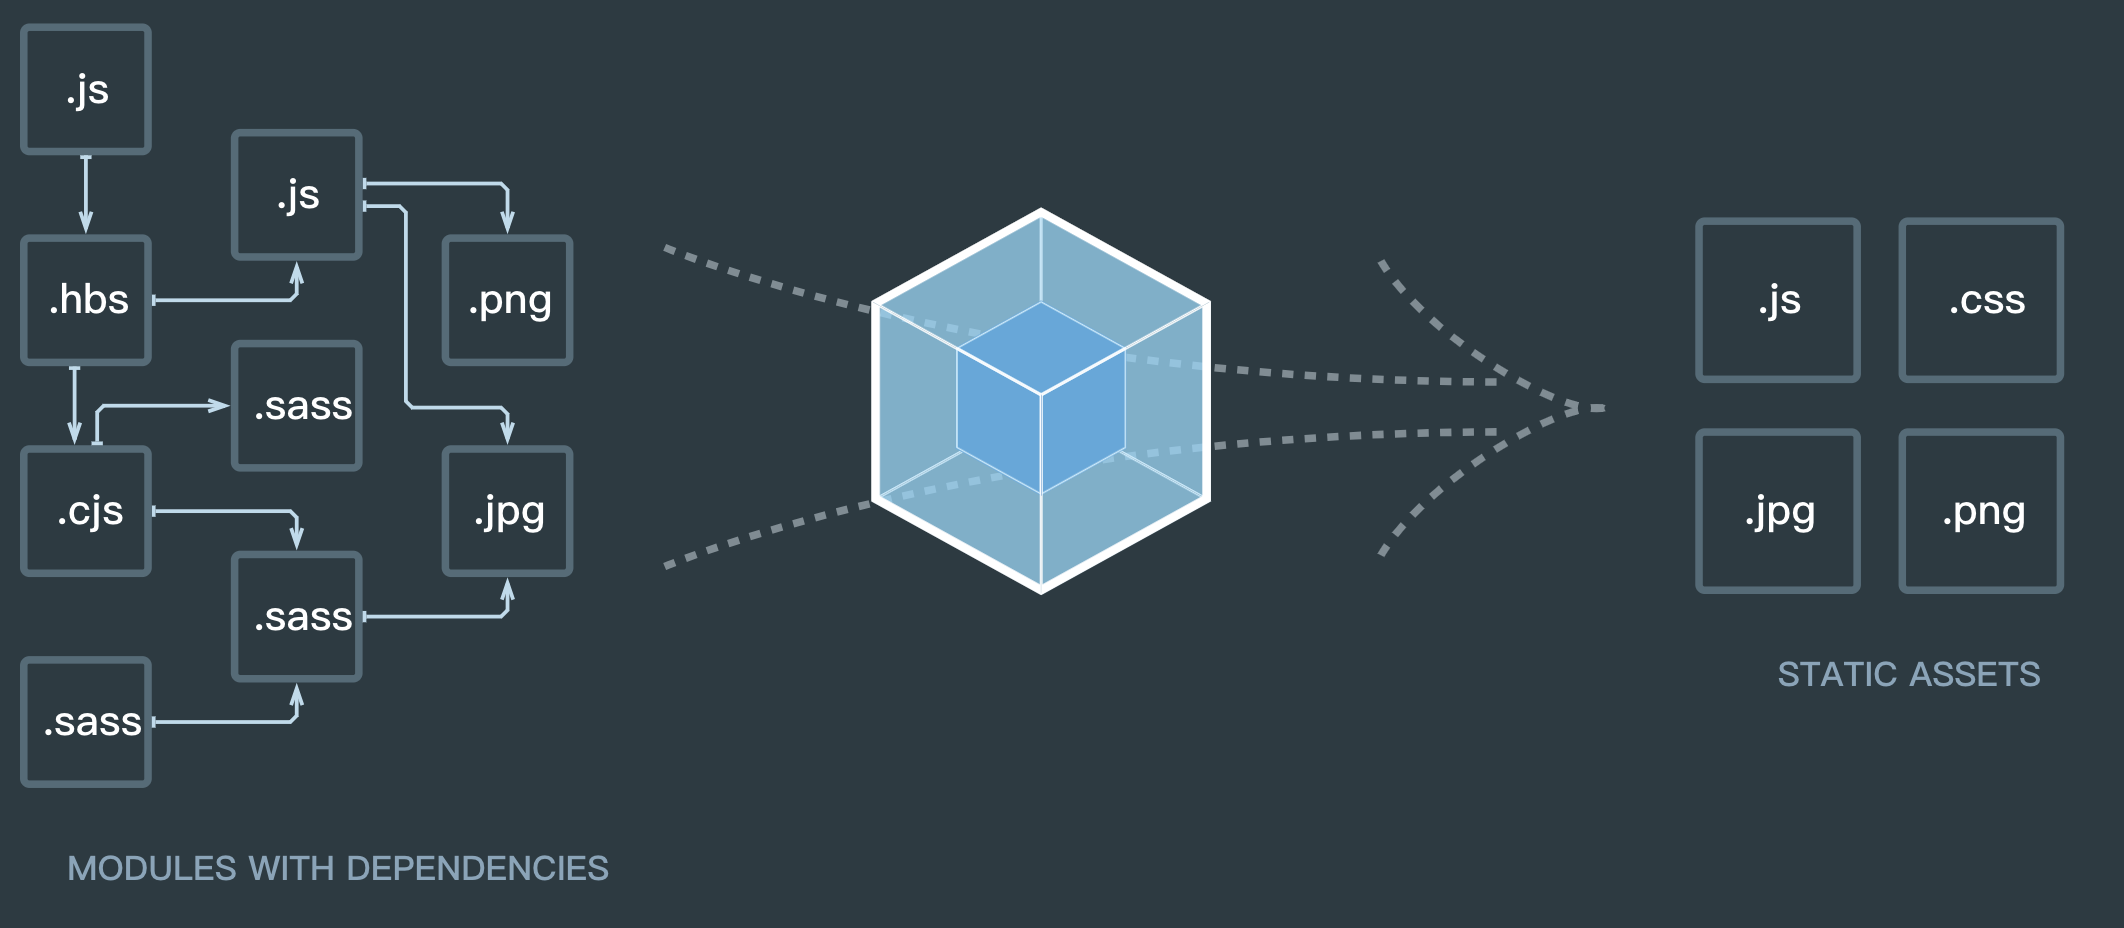 .js
.js
.hbs
.png
.sass
.cjs
.jpg
.sass
.sass
MODULES WITH DEPENDENCIES
.js
.css
.jpg
.png
STATIC ASSETS